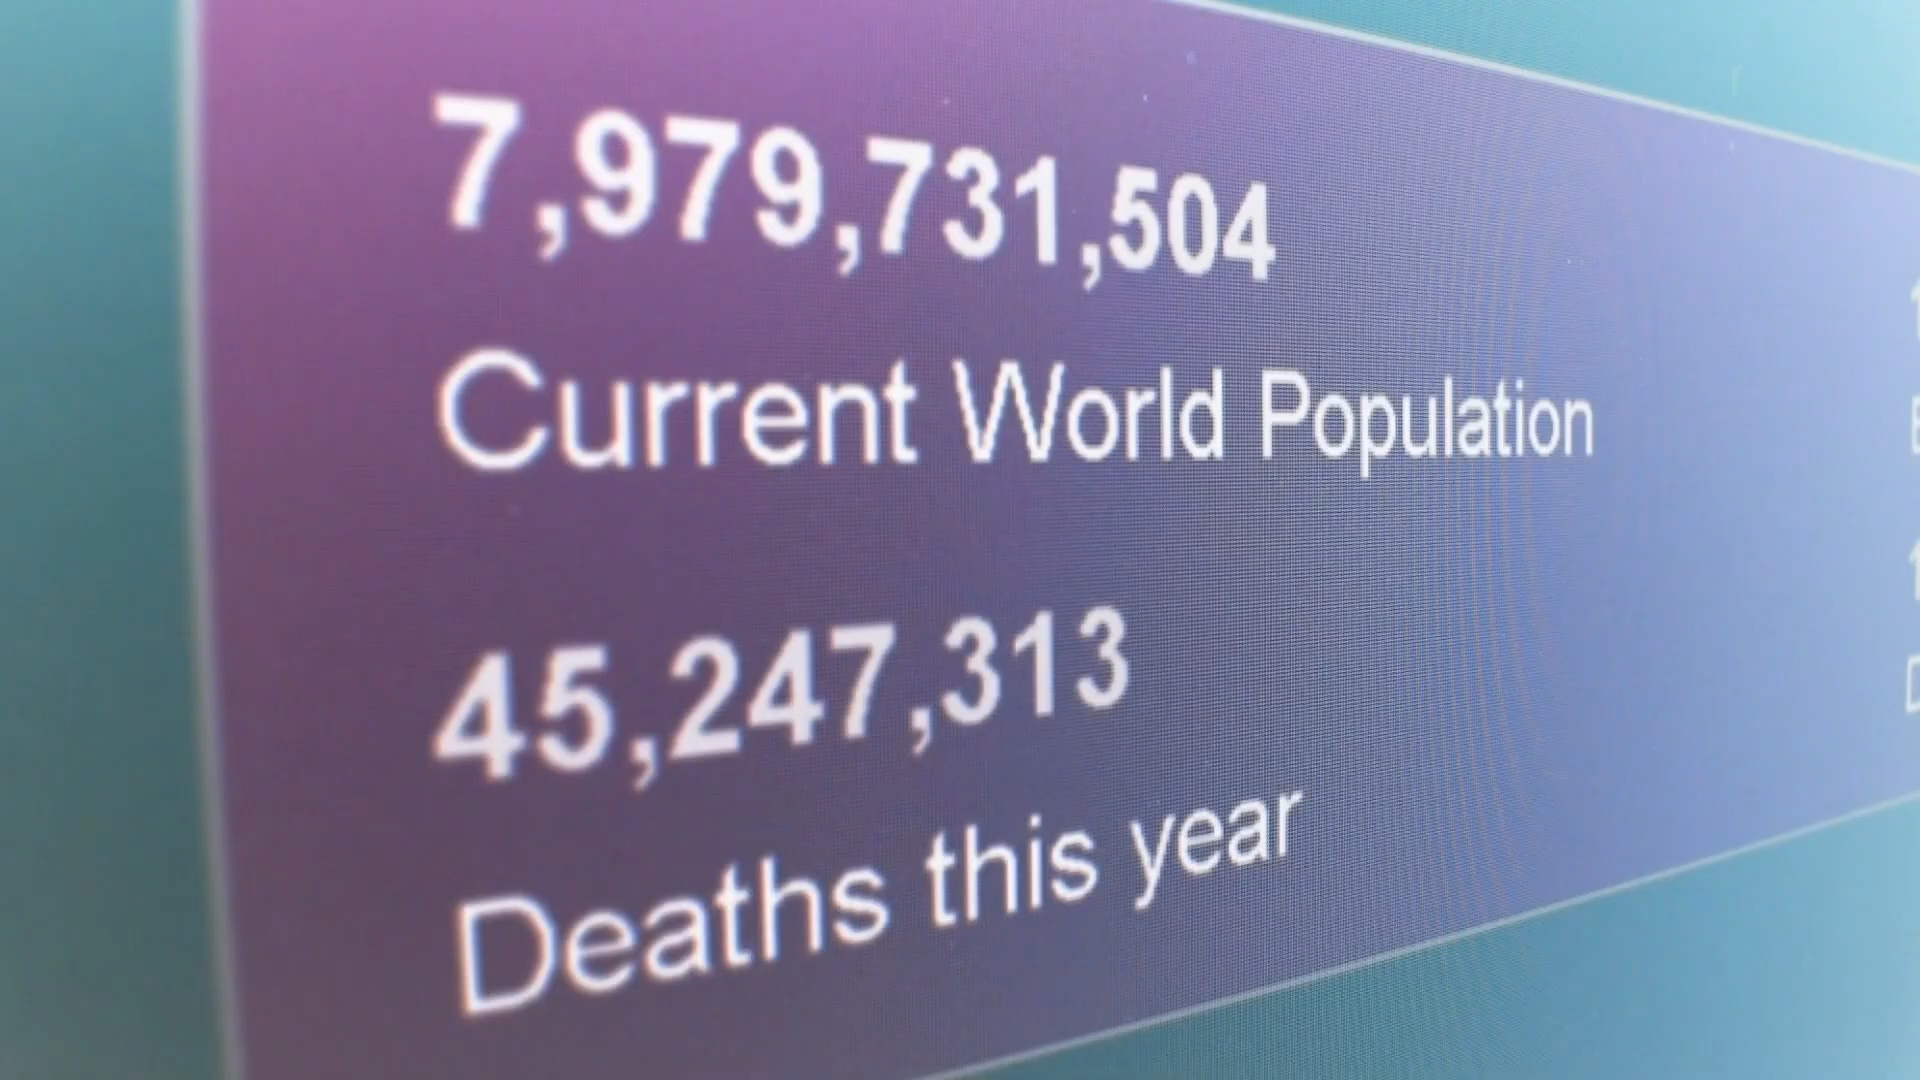 7,979,731,504
Current World Population
45,247,313
Deaths this year